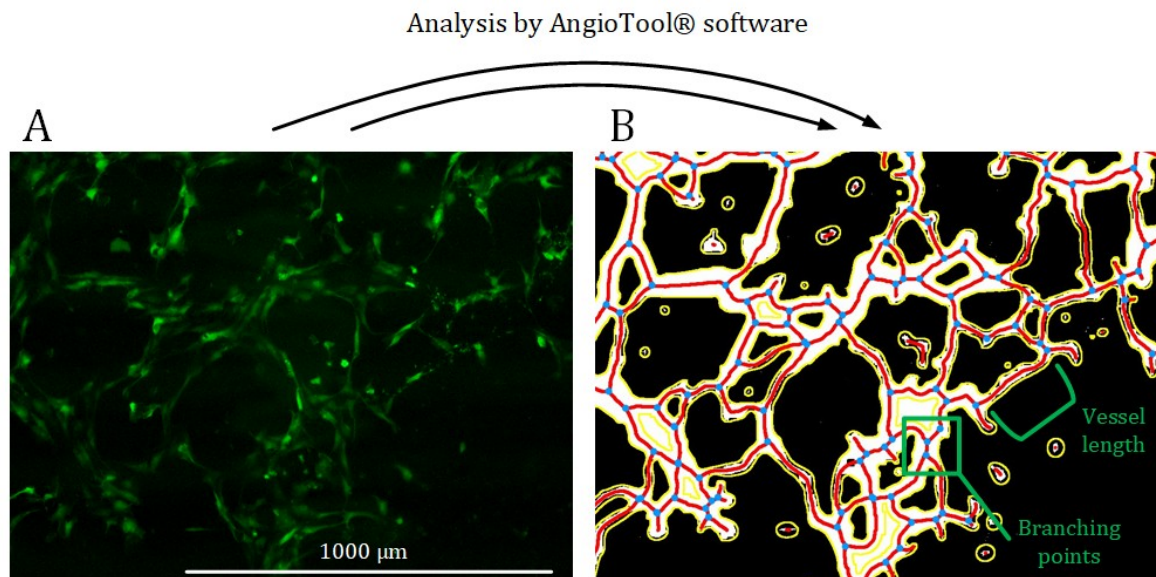 Analysis by AngioTool® software
A
B
Vessel
length
Branching
points
1000 μm